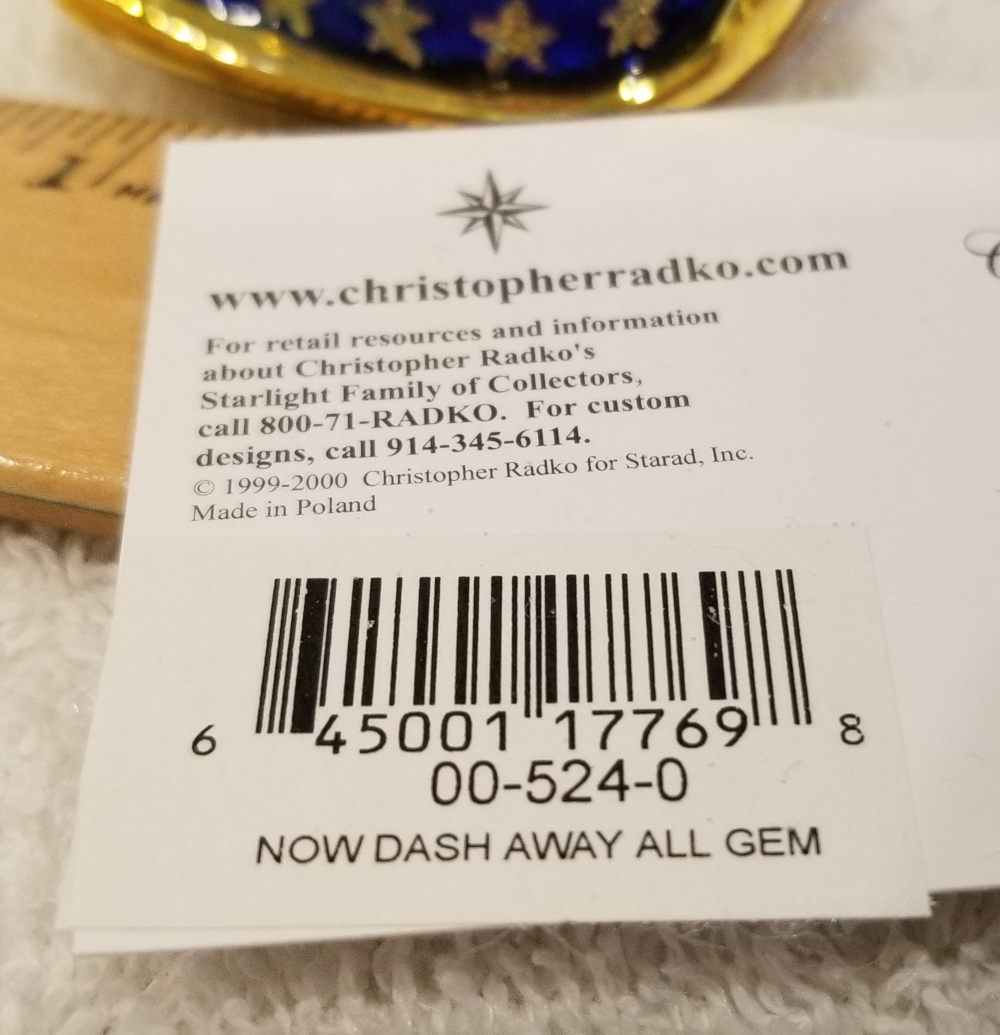 1
www.christopherradko.com
For retail resources and information
about Christopher Radko's
Starlight Family of Collectors,
call 800-71-RADKO. For custom
designs, call 914-345-6114.
© 1999-2000 Christopher Radko for Starad, Inc.
Made in Poland
6 45001 17769 8
00-524-0
NOW DASH AWAY ALL GEM